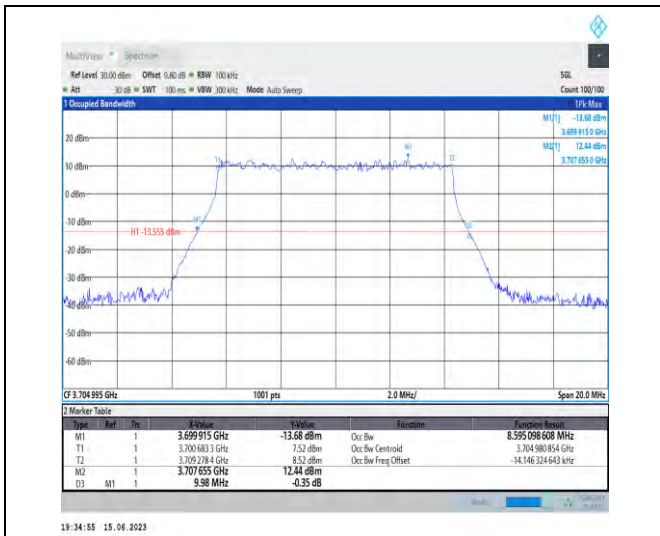 MultiView Spectrum
Ref Level 30.00 dBm Offset 9.80 dB RBW 100 kHz SGL
Att 30 dB SWT 100 ms VBW 300 kHz Mode Auto Sweep Count 100/100
1 Occupied Bandwidth 1Pk Max
M1[1] -13.68 dBm
3.699 915 0 GHz
M2[1] 12.44 dBm
3.707 655 0 GHz
20 dBm
M2
T1 T2
10 dBm
0 dBm
-10 dBm
M1
H1 -13.555 dBm
-20 dBm
-30 dBm
-40 dBm
-50 dBm
-60 dBm
CF 3.704 995 GHz 1001 pts 2.0 MHz/ Span 20.0 MHz
2 Marker Table
Type Ref Trc X-Value Y-Value Function Function Result
M1 1 3.699 915 GHz -13.68 dBm Occ Bw 8.595 098 608 MHz
T1 1 3.700 683 3 GHz 7.52 dBm Occ Bw Centroid 3.704 980 854 GHz
T2 1 3.709 278 4 GHz 8.52 dBm Occ Bw Freq Offset -14.146 324 643 kHz
M2 1 3.707 655 GHz 12.44 dBm
D3 M1 1 9.98 MHz -0.35 dB
19:34:55 15.06.2023